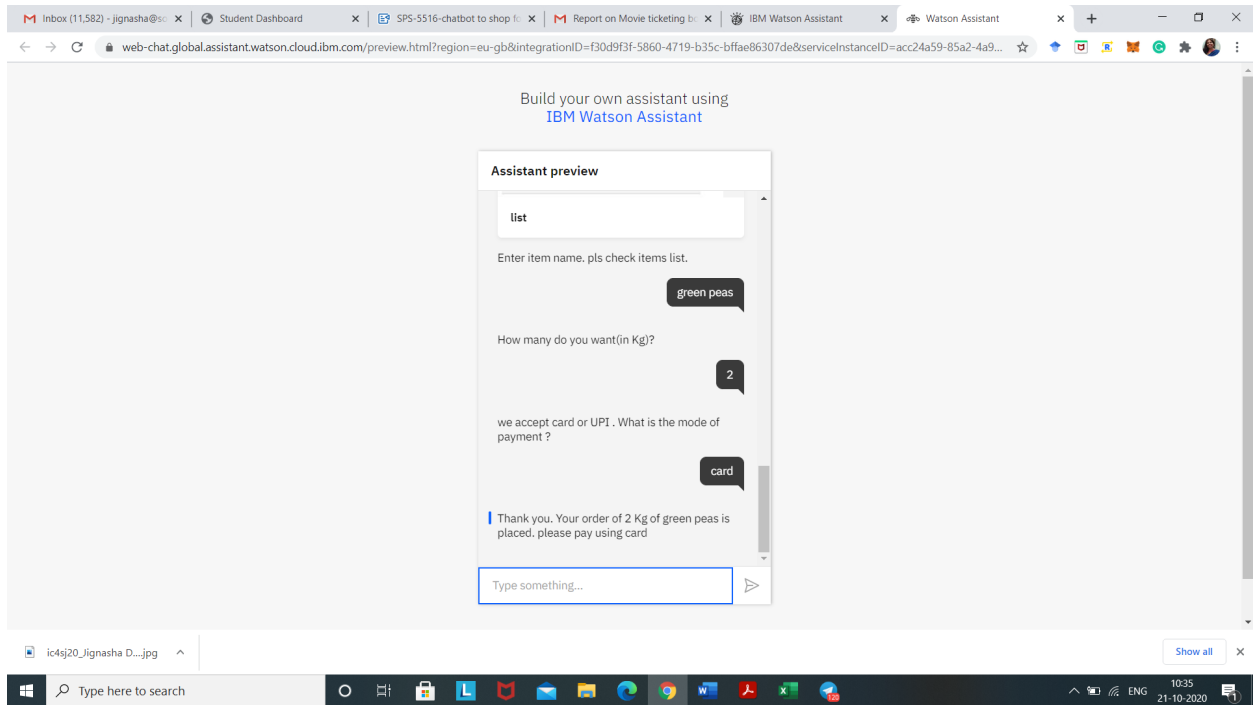 Inbox (11,582) - jignasha@sc
Student Dashboard
SPS-5516-chatbot to shop fo
Report on Movie ticketing bo
IBM Watson Assistant
Watson Assistant
web-chat.global.assistant.watson.cloud.ibm.com/preview.html?region=eu-gb&integrationID=f30d9f3f-5860-4719-b35c-bffae86307de&serviceInstanceID=acc24a59-85a2-4a9...
Build your own assistant using
IBM Watson Assistant
Assistant preview
list
Enter item name. pls check items list.
green peas
How many do you want(in Kg)?
2
we accept card or UPI . What is the mode of
payment ?
card
Thank you. Your order of 2 Kg of green peas is
placed. please pay using card
Type something...
ic4sj20_Jignasha D....jpg
Show all
Type here to search
120
ENG
10:35
21-10-2020
1